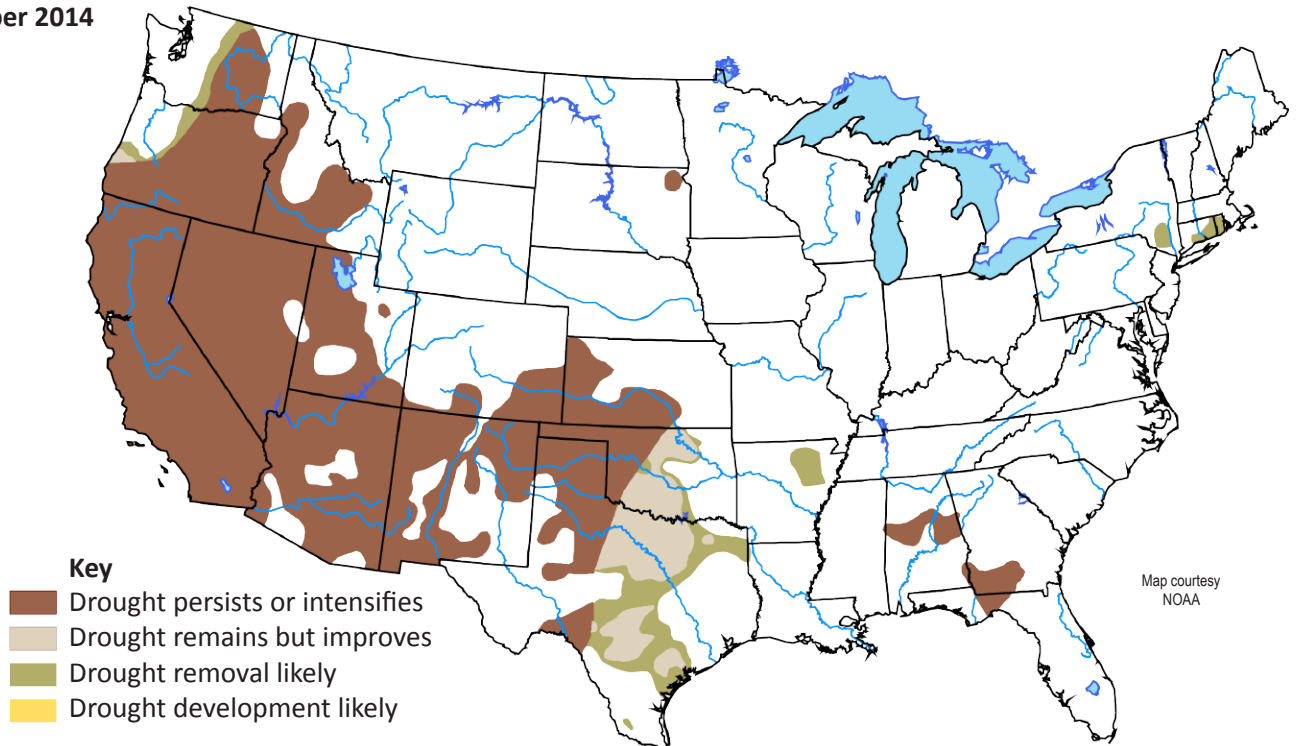 2014
Key
Drought persists or intensifies
Drought remains but improves
Drought removal likely
Drought development likely
Map courtesy
NOAA